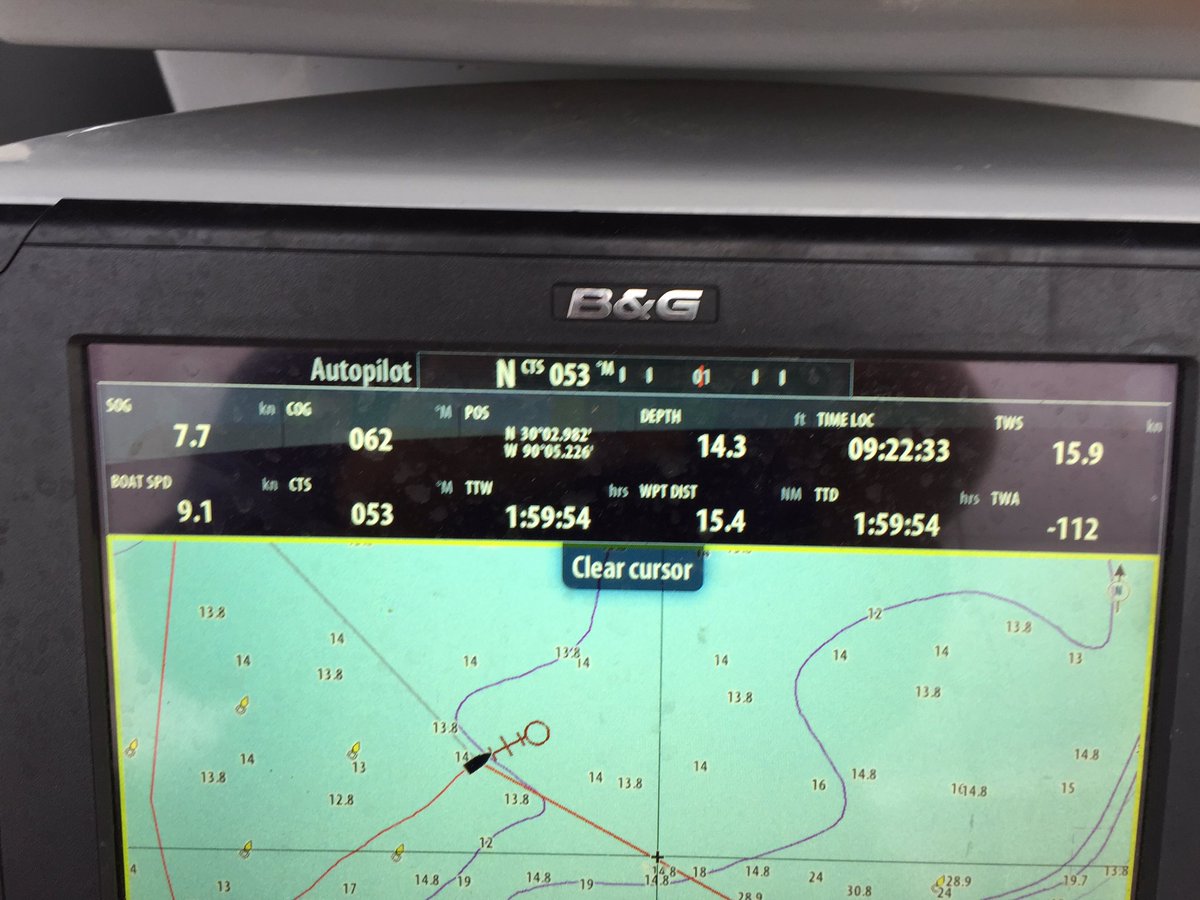 B&G
Autopilot N CTS 053 °M 01
SOG kn COG °M POS DEPTH ft TIME LOC TWS kn
7.7 062 N 30°02.982' W 90°05.226' 14.3 09:22:33 15.9
BOAT SPD kn CTS °M TTW hrs WPT DIST NM TTD hrs TWA
9.1 053 1:59:54 15.4 1:59:54 -112
Clear cursor
N
13.8 12 13.8
14 13.8 14 14
14 14 14 13
13.8 13.8 13.8
13.8
14 14 13 14 14.8
13.8 14 13.8 16 14.8 14.8 15
12.8 13.8
12
4 13 17 14.8 19 14.8 19 14.8 14.8 18 14.8 24 30.8 28.9 24 19.7 13.8
28.9